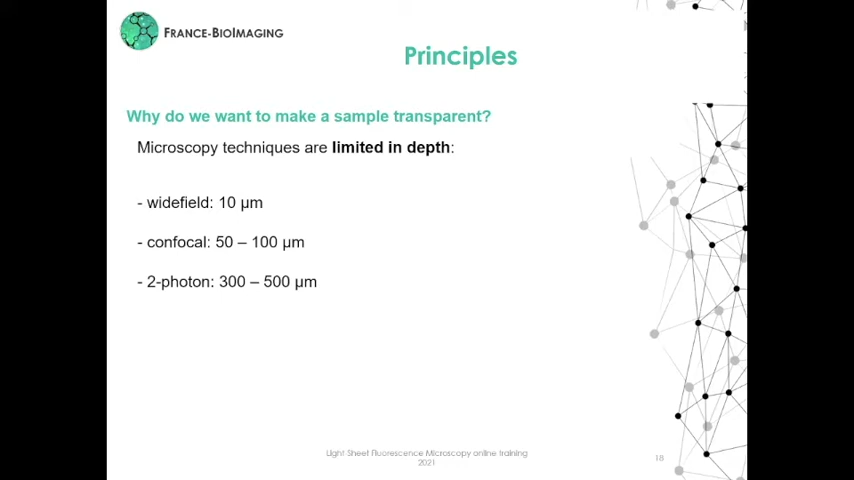 FRANCE-BIOIMAGING
Principles
Why do we want to make a sample transparent?
Microscopy techniques are limited in depth:
- widefield: 10 µm
- confocal: 50 – 100 µm
- 2-photon: 300 – 500 µm
Light-Sheet Fluorescence Microscopy online training
2021
18